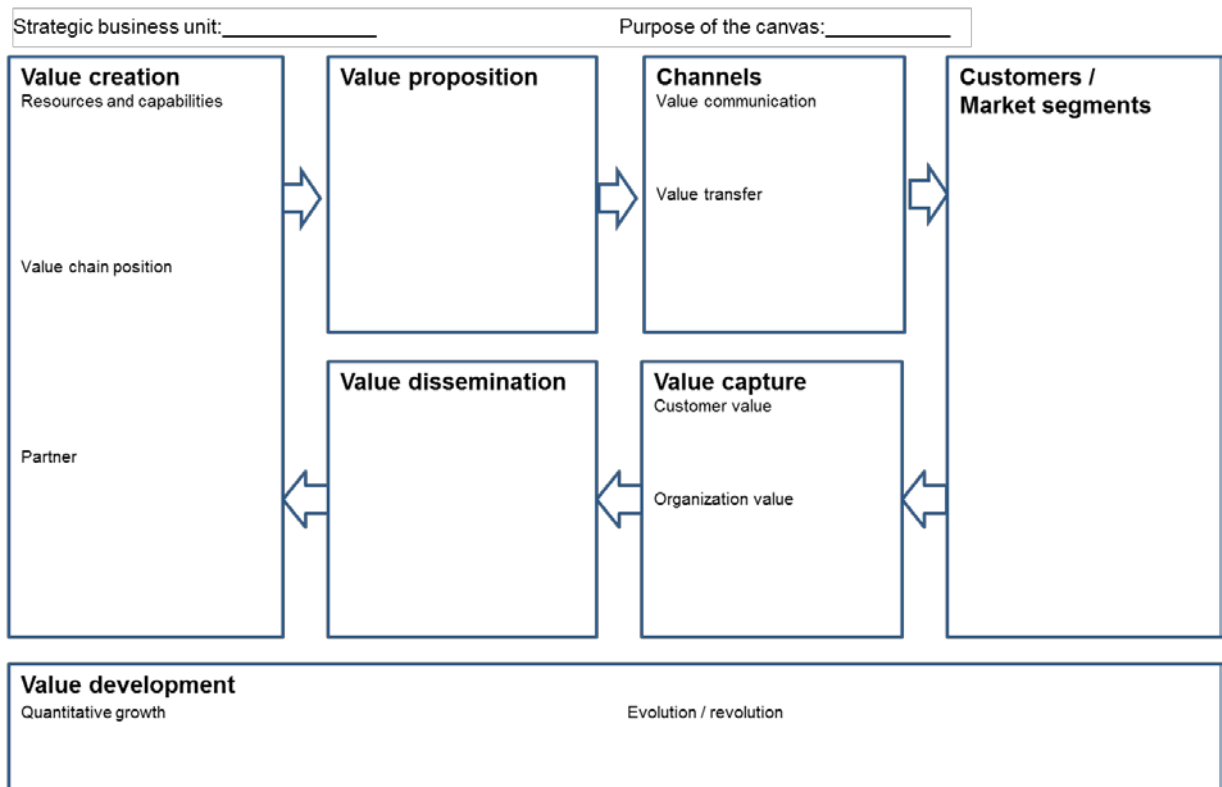 Strategic business unit:______________ Purpose of the canvas:___________
Value creation
Resources and capabilities
Value chain position
Partner
Value proposition
Channels
Value communication
Value transfer
Customers /
Market segments
Value dissemination
Value capture
Customer value
Organization value
Value development
Quantitative growth
Evolution / revolution